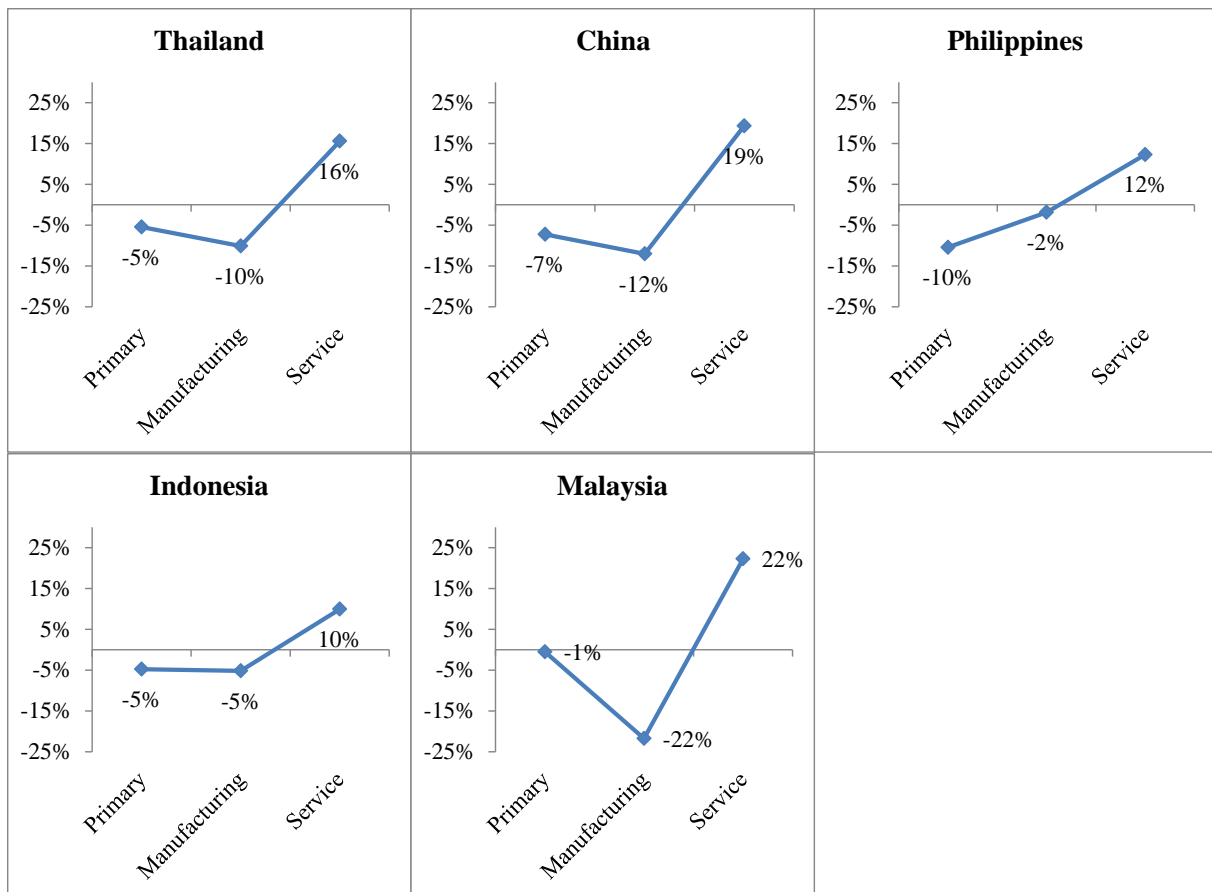 Thailand
25%
15%
5%
-5%
-15%
-25%
16%
-5%
-10%
Primary
Manufacturing
Service
China
25%
15%
5%
-5%
-15%
-25%
19%
-7%
-12%
Primary
Manufacturing
Service
Philippines
25%
15%
5%
-5%
-15%
-25%
12%
-2%
-10%
Primary
Manufacturing
Service
Indonesia
25%
15%
5%
-5%
-15%
-25%
10%
-5%
-5%
Primary
Manufacturing
Service
Malaysia
25%
15%
5%
-5%
-15%
-25%
22%
-1%
-22%
Primary
Manufacturing
Service